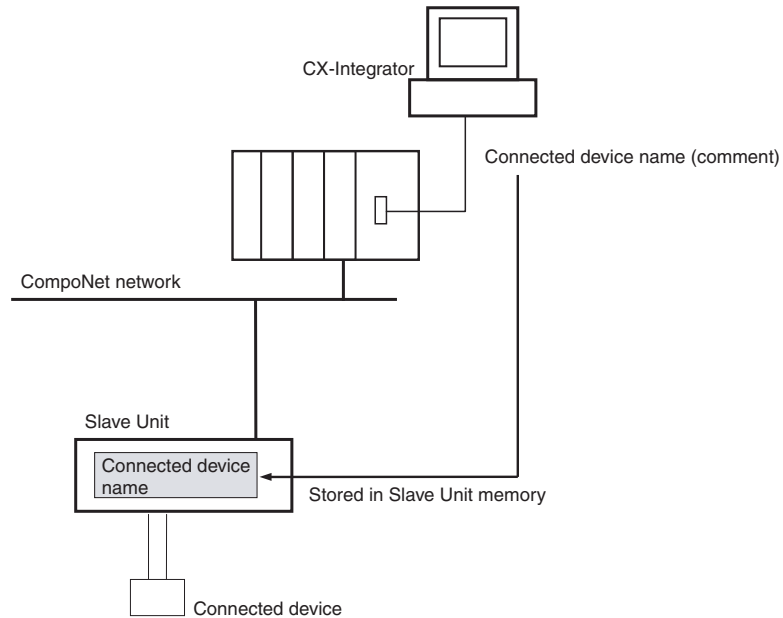 CX-Integrator
Connected device name (comment)
CompoNet network
Slave Unit
Connected device
name
Stored in Slave Unit memory
Connected device